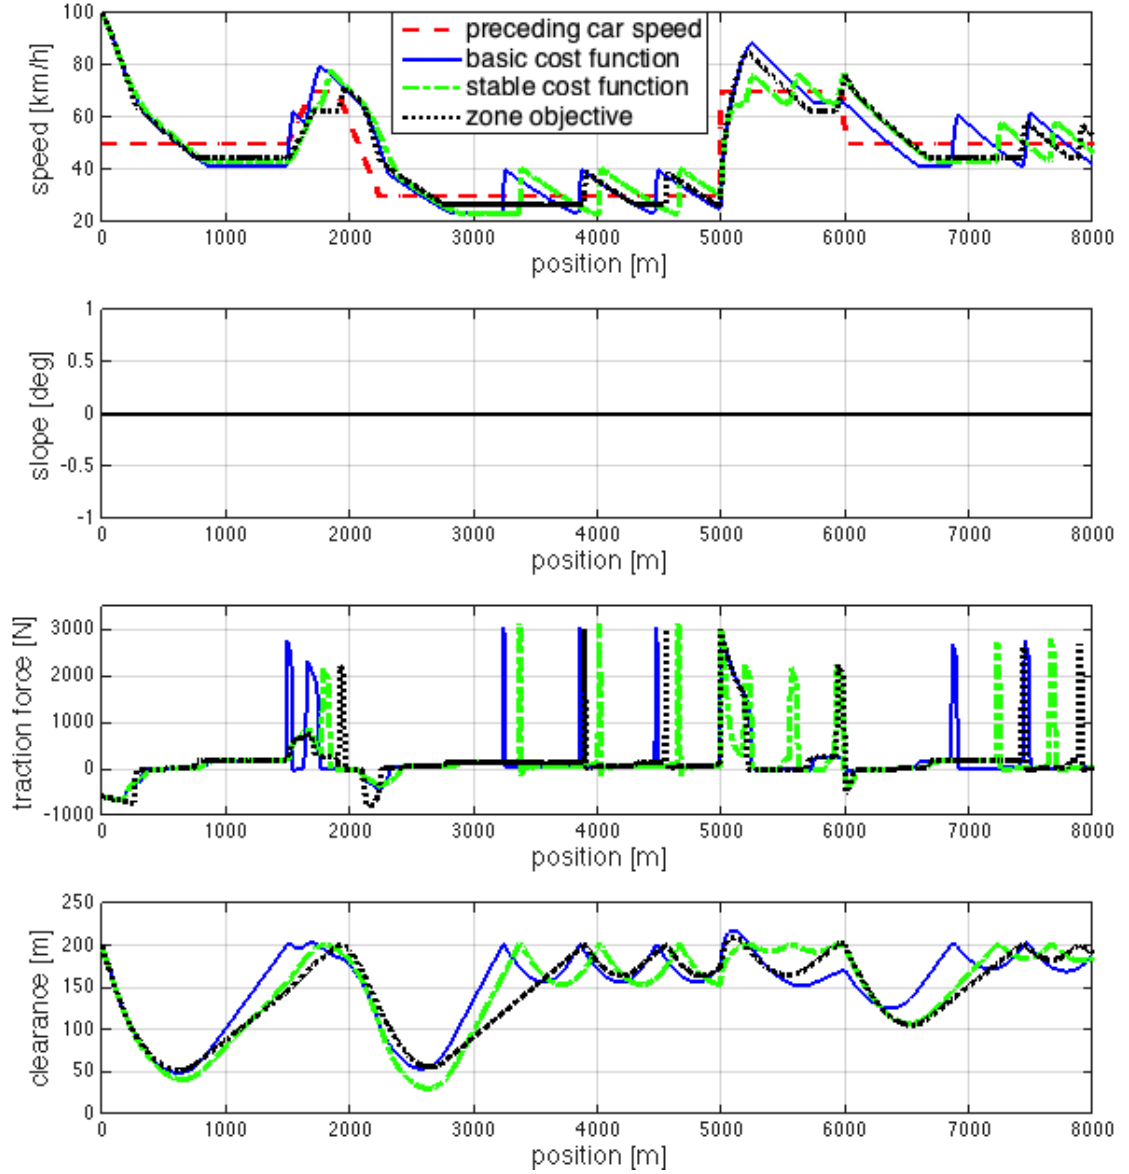 speed [km/h]
100
80
60
40
20
preceding car speed
basic cost function
stable cost function
zone objective
0 1000 2000 3000 4000 5000 6000 7000 8000
position [m]
slope [deg]
1
0.5
0
-0.5
-1
0 1000 2000 3000 4000 5000 6000 7000 8000
position [m]
traction force [N]
3000
2000
1000
0
-1000
0 1000 2000 3000 4000 5000 6000 7000 8000
position [m]
clearance [m]
250
200
150
100
50
0
0 1000 2000 3000 4000 5000 6000 7000 8000
position [m]